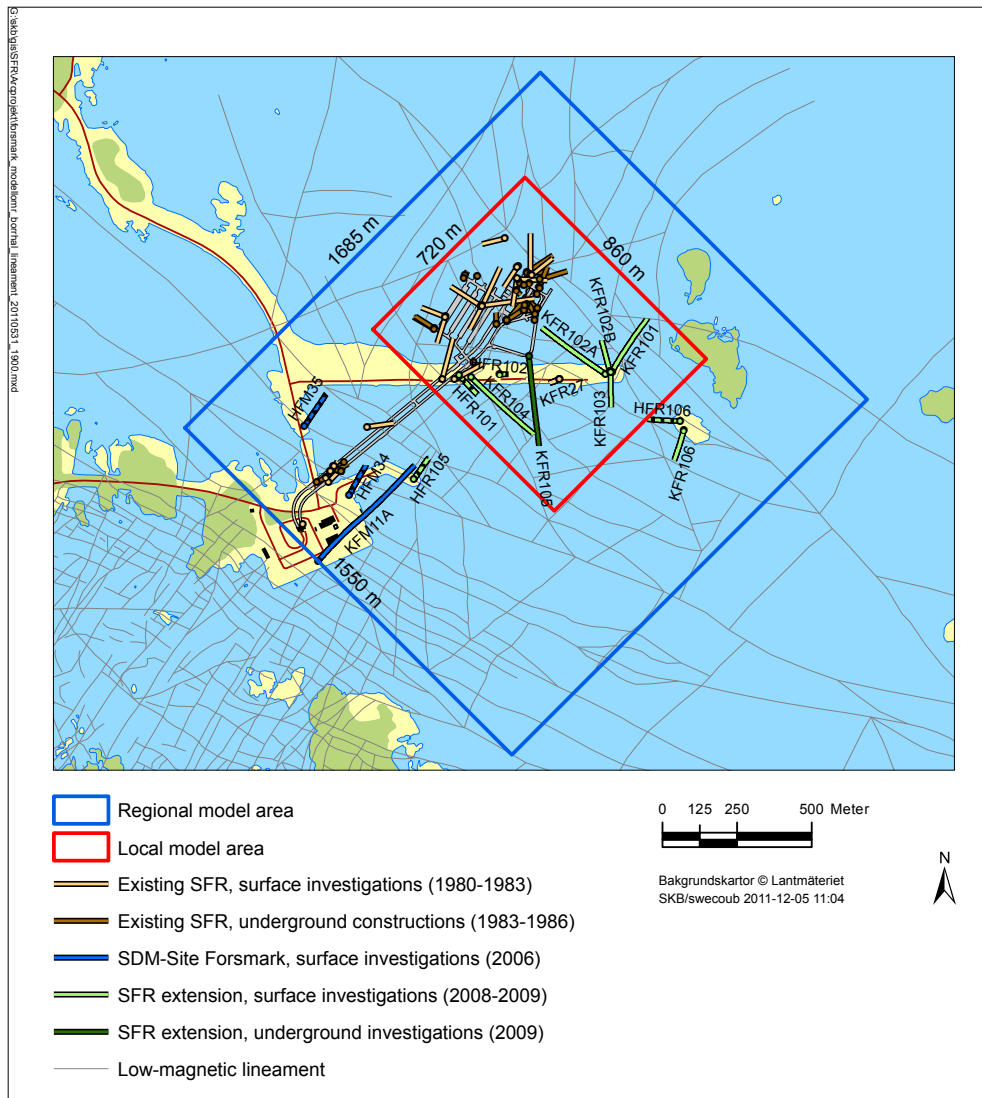 G:\skb\gis\SFR\Arcprojekt\forsmark_modellomr_borrhal_lineament_20110531_1900.mxd
1685 m
720 m
860 m
KFR102B
KFR101
KFR102A
HFR102
KFR27
KFR104
HFR101
KFR103
HFM35
HFR106
KFR106
KFR105
HFR105
HFM34
KFM11A
1550 m
Regional model area
Local model area
Existing SFR, surface investigations (1980-1983)
Existing SFR, underground constructions (1983-1986)
SDM-Site Forsmark, surface investigations (2006)
SFR extension, surface investigations (2008-2009)
SFR extension, underground investigations (2009)
Low-magnetic lineament
0 125 250 500 Meter
Bakgrundskartor © Lantmäteriet
SKB/swecoub 2011-12-05 11:04
N